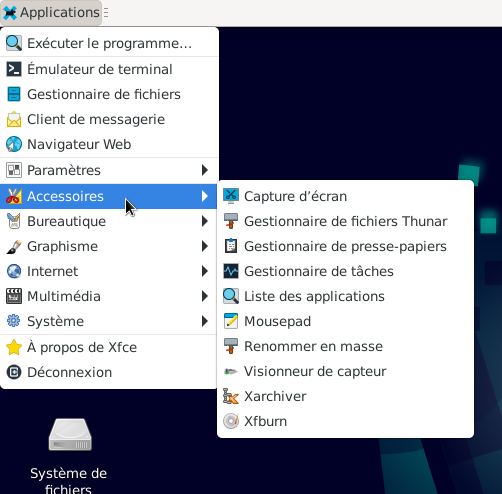 Applications
Exécuter le programme...
Émulateur de terminal
Gestionnaire de fichiers
Client de messagerie
Navigateur Web
Paramètres
Accessoires
Bureautique
Graphisme
Internet
Multimédia
Système
À propos de Xfce
Déconnexion
Capture d’écran
Gestionnaire de fichiers Thunar
Gestionnaire de presse-papiers
Gestionnaire de tâches
Liste des applications
Mousepad
Renommer en masse
Visionneur de capteur
Xarchiver
Xfburn
Système de
fichiers